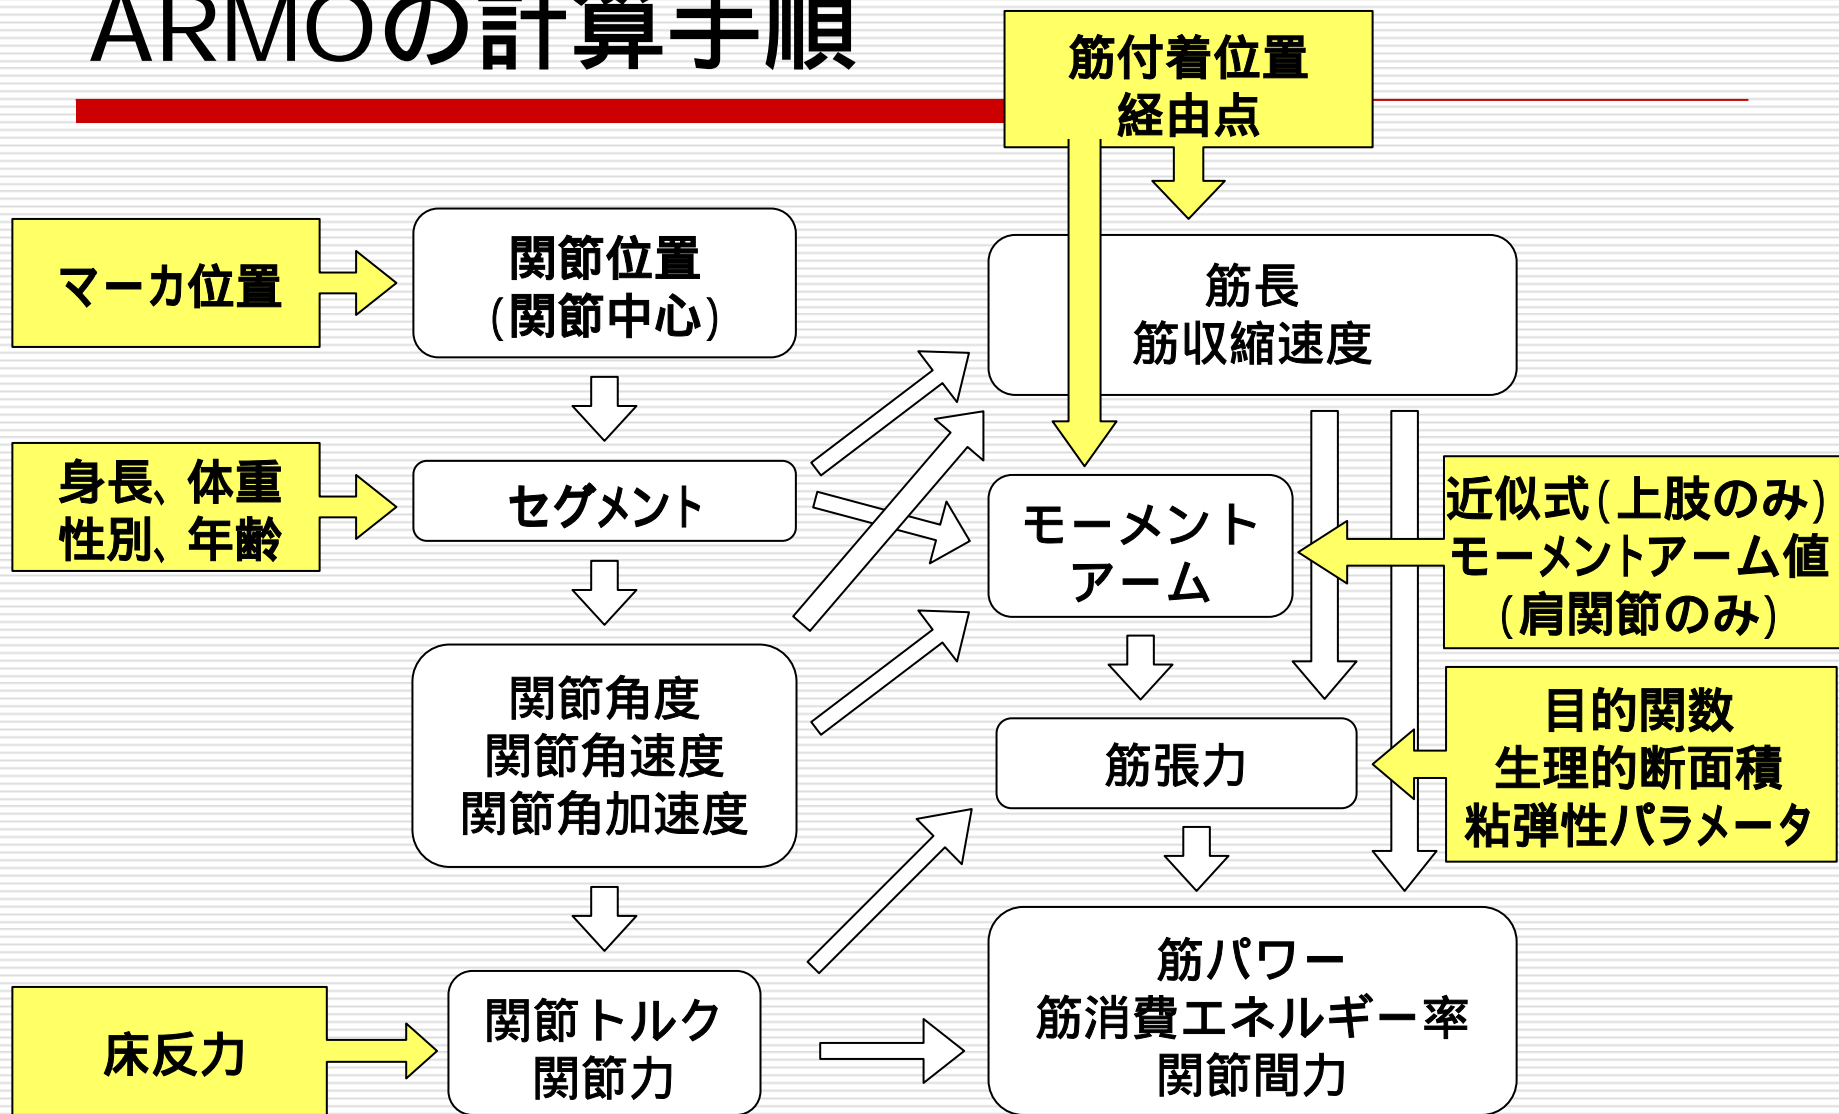 ARMOの計算手順
筋付着位置
経由点
マーカ位置
関節位置
(関節中心)
筋長
筋収縮速度
身長、体重
性別、年齢
セグメント
モーメント
アーム
近似式(上肢のみ)
モーメントアーム値
(肩関節のみ)
関節角度
関節角速度
関節角加速度
筋張力
目的関数
生理的断面積
粘弾性パラメータ
床反力
関節トルク
関節力
筋パワー
筋消費エネルギー率
関節間力